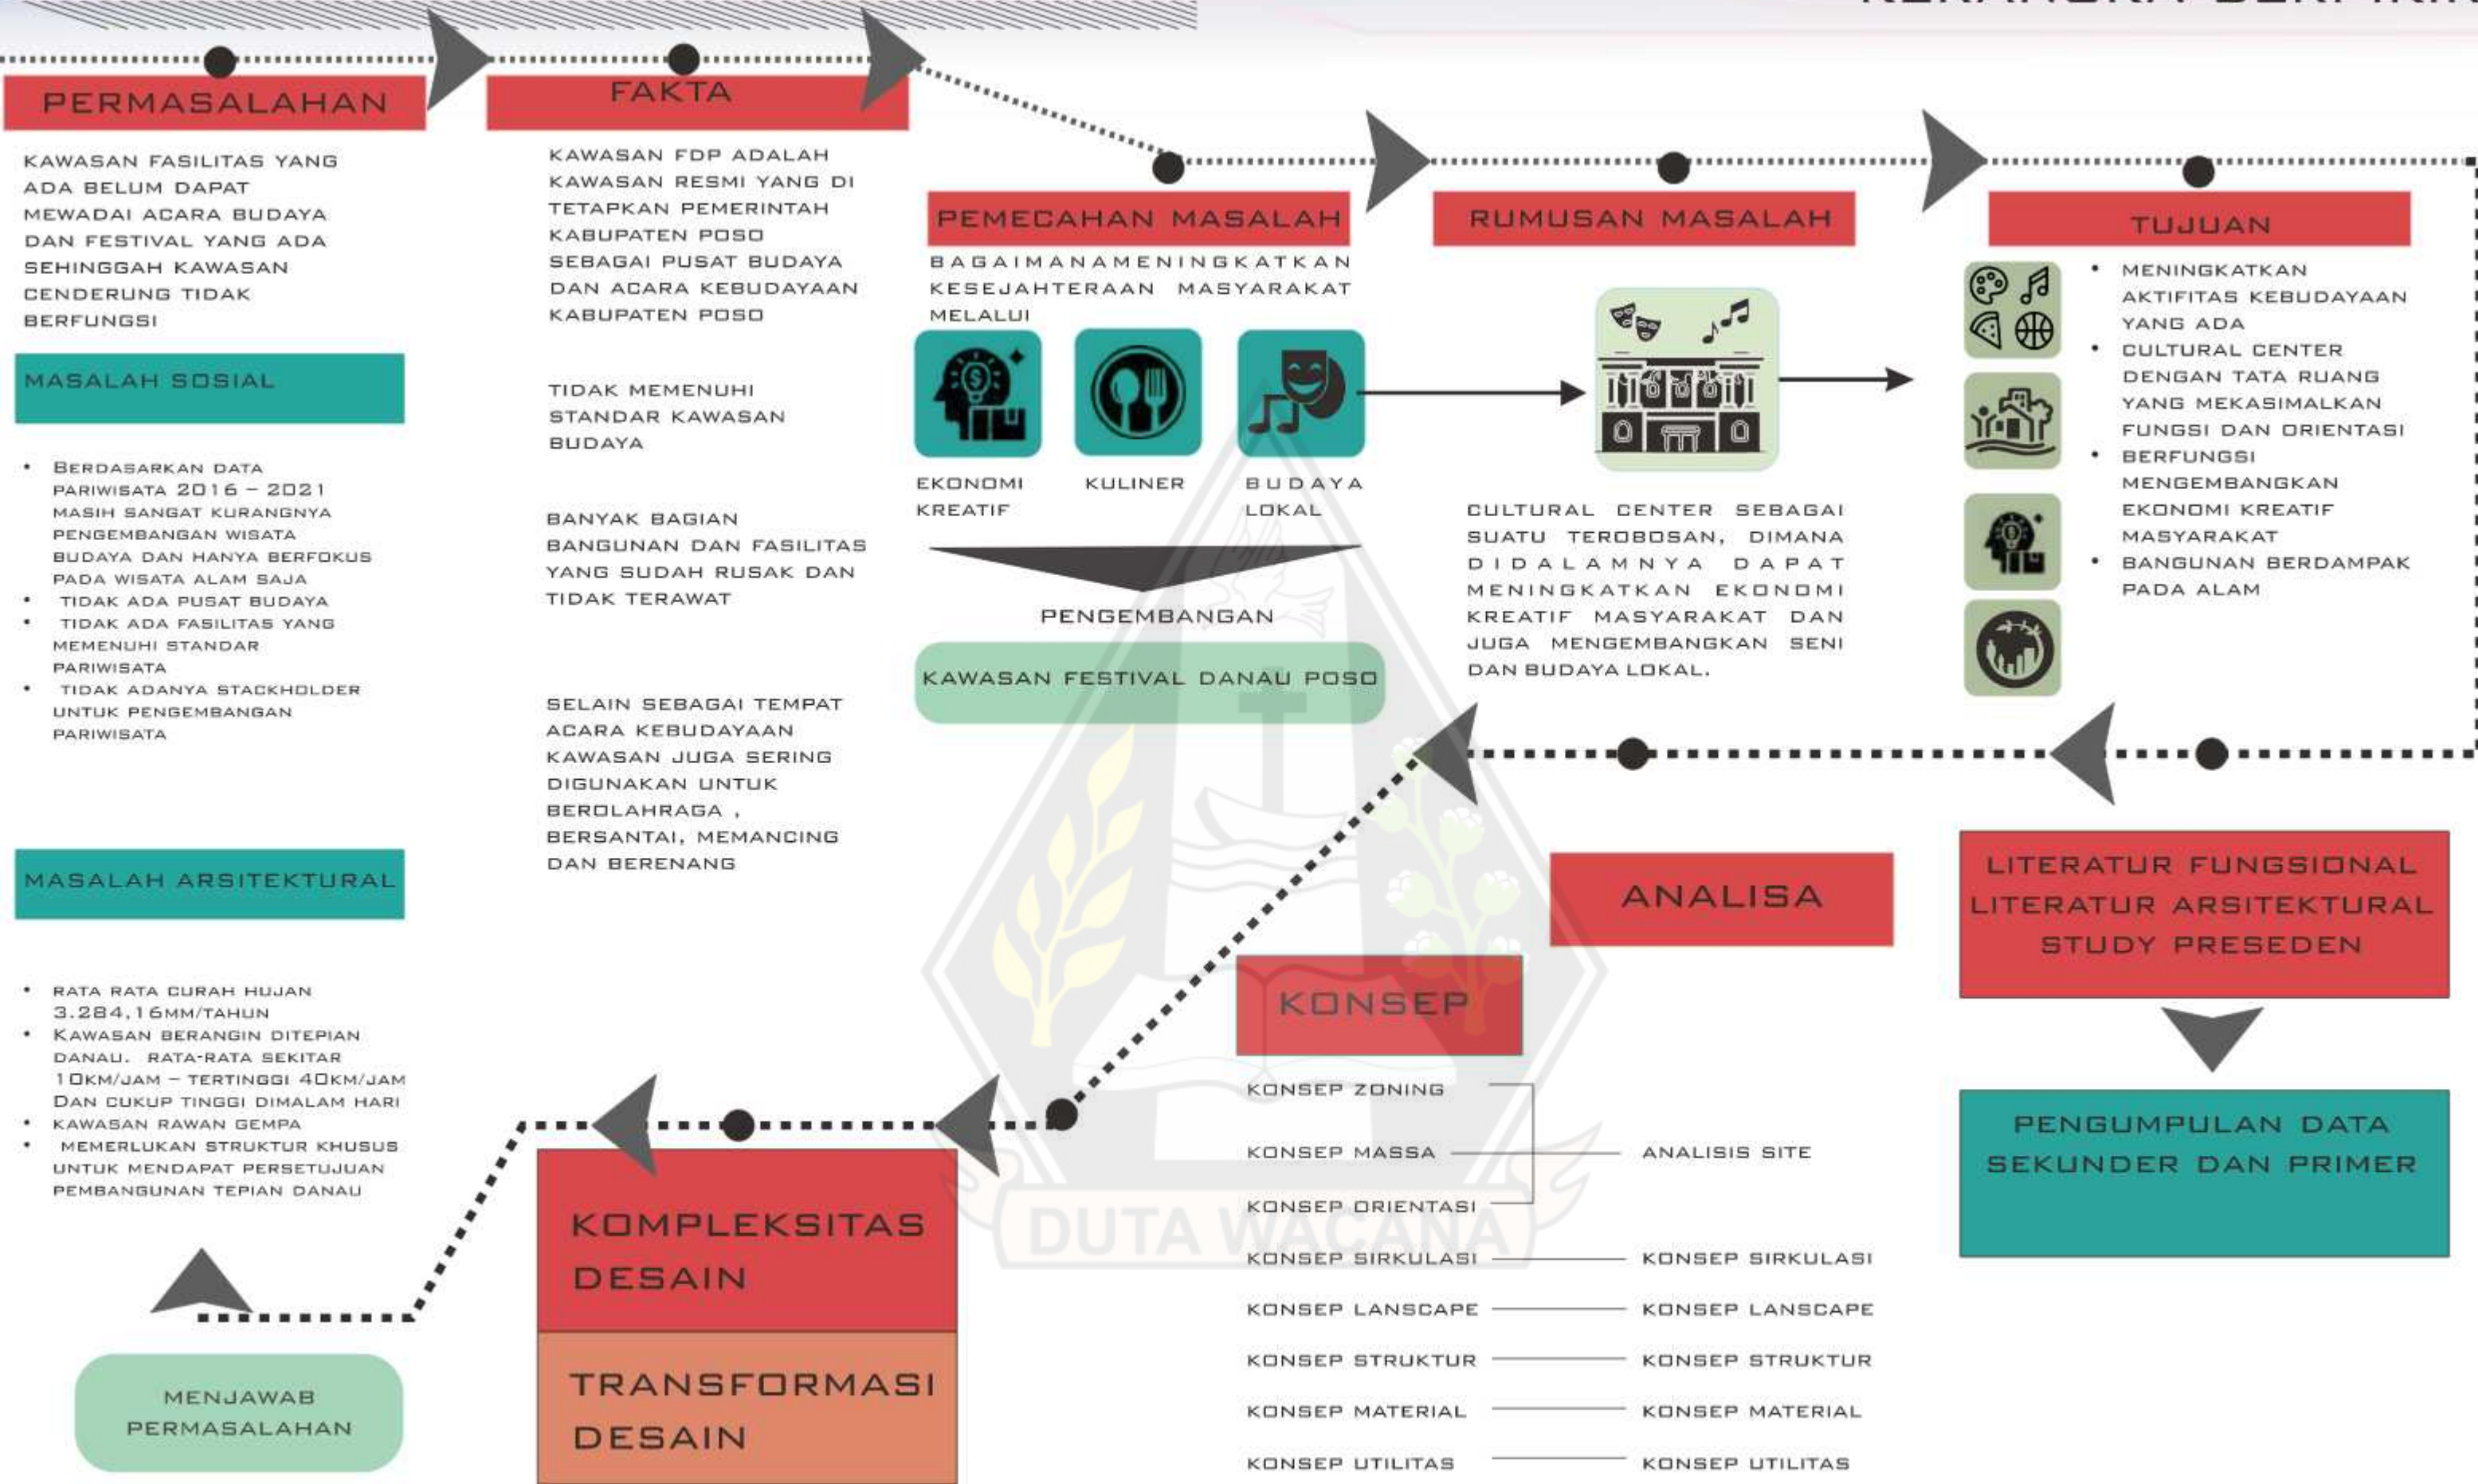 KERANGKA BERFIKIR
PERMASALAHAN
KAWASAN FASILITAS YANG
ADA BELUM DAPAT
MEWADAI ACARA BUDAYA
DAN FESTIVAL YANG ADA
SEHINGGAH KAWASAN
CENDERUNG TIDAK
BERFUNGSI
MASALAH SOSIAL
• BERDASARKAN DATA
PARIWISATA 2016 – 2021
MASIH SANGAT KURANGNYA
PENGEMBANGAN WISATA
BUDAYA DAN HANYA BERFOKUS
PADA WISATA ALAM SAJA
• TIDAK ADA PUSAT BUDAYA
• TIDAK ADA FASILITAS YANG
MEMENUHI STANDAR
PARIWISATA
• TIDAK ADANYA STACKHOLDER
UNTUK PENGEMBANGAN
PARIWISATA
MASALAH ARSITEKTURAL
• RATA RATA CURAH HUJAN
3.284,16MM/TAHUN
• KAWASAN BERANGIN DITEPIAN
DANAU. RATA-RATA SEKITAR
10KM/JAM – TERTINGGI 40KM/JAM
DAN CUKUP TINGGI DIMALAM HARI
• KAWASAN RAWAN GEMPA
• MEMERLUKAN STRUKTUR KHUSUS
UNTUK MENDAPAT PERSETUJUAN
PEMBANGUNAN TEPIAN DANAU
MENJAWAB
PERMASALAHAN
FAKTA
KAWASAN FDP ADALAH
KAWASAN RESMI YANG DI
TETAPKAN PEMERINTAH
KABUPATEN POSO
SEBAGAI PUSAT BUDAYA
DAN ACARA KEBUDAYAAN
KABUPATEN POSO
TIDAK MEMENUHI
STANDAR KAWASAN
BUDAYA
BANYAK BAGIAN
BANGUNAN DAN FASILITAS
YANG SUDAH RUSAK DAN
TIDAK TERAWAT
SELAIN SEBAGAI TEMPAT
ACARA KEBUDAYAAN
KAWASAN JUGA SERING
DIGUNAKAN UNTUK
BEROLAHRAGA ,
BERSANTAI, MEMANCING
DAN BERENANG
PEMECAHAN MASALAH
BAGAIMANAMENINGKATKAN
KESEJAHTERAAN MASYARAKAT
MELALUI
EKONOMI
KREATIF
KULINER
BUDAYA
LOKAL
PENGEMBANGAN
KAWASAN FESTIVAL DANAU POSO
RUMUSAN MASALAH
CULTURAL CENTER SEBAGAI
SUATU TEROBOSAN, DIMANA
DIDALAMNYA DAPAT
MENINGKATKAN EKONOMI
KREATIF MASYARAKAT DAN
JUGA MENGEMBANGKAN SENI
DAN BUDAYA LOKAL.
TUJUAN
• MENINGKATKAN
AKTIFITAS KEBUDAYAAN
YANG ADA
• CULTURAL CENTER
DENGAN TATA RUANG
YANG MEKASIMALKAN
FUNGSI DAN ORIENTASI
• BERFUNGSI
MENGEMBANGKAN
EKONOMI KREATIF
MASYARAKAT
• BANGUNAN BERDAMPAK
PADA ALAM
LITERATUR FUNGSIONAL
LITERATUR ARSITEKTURAL
STUDY PRESEDEN
PENGUMPULAN DATA
SEKUNDER DAN PRIMER
ANALISA
KONSEP
KONSEP ZONING
KONSEP MASSA
ANALISIS SITE
KONSEP ORIENTASI
KONSEP SIRKULASI
KONSEP SIRKULASI
KONSEP LANSCAPE
KONSEP LANSCAPE
KONSEP STRUKTUR
KONSEP STRUKTUR
KONSEP MATERIAL
KONSEP MATERIAL
KONSEP UTILITAS
KONSEP UTILITAS
KOMPLEKSITAS
DESAIN
TRANSFORMASI
DESAIN
DUTA WACANA